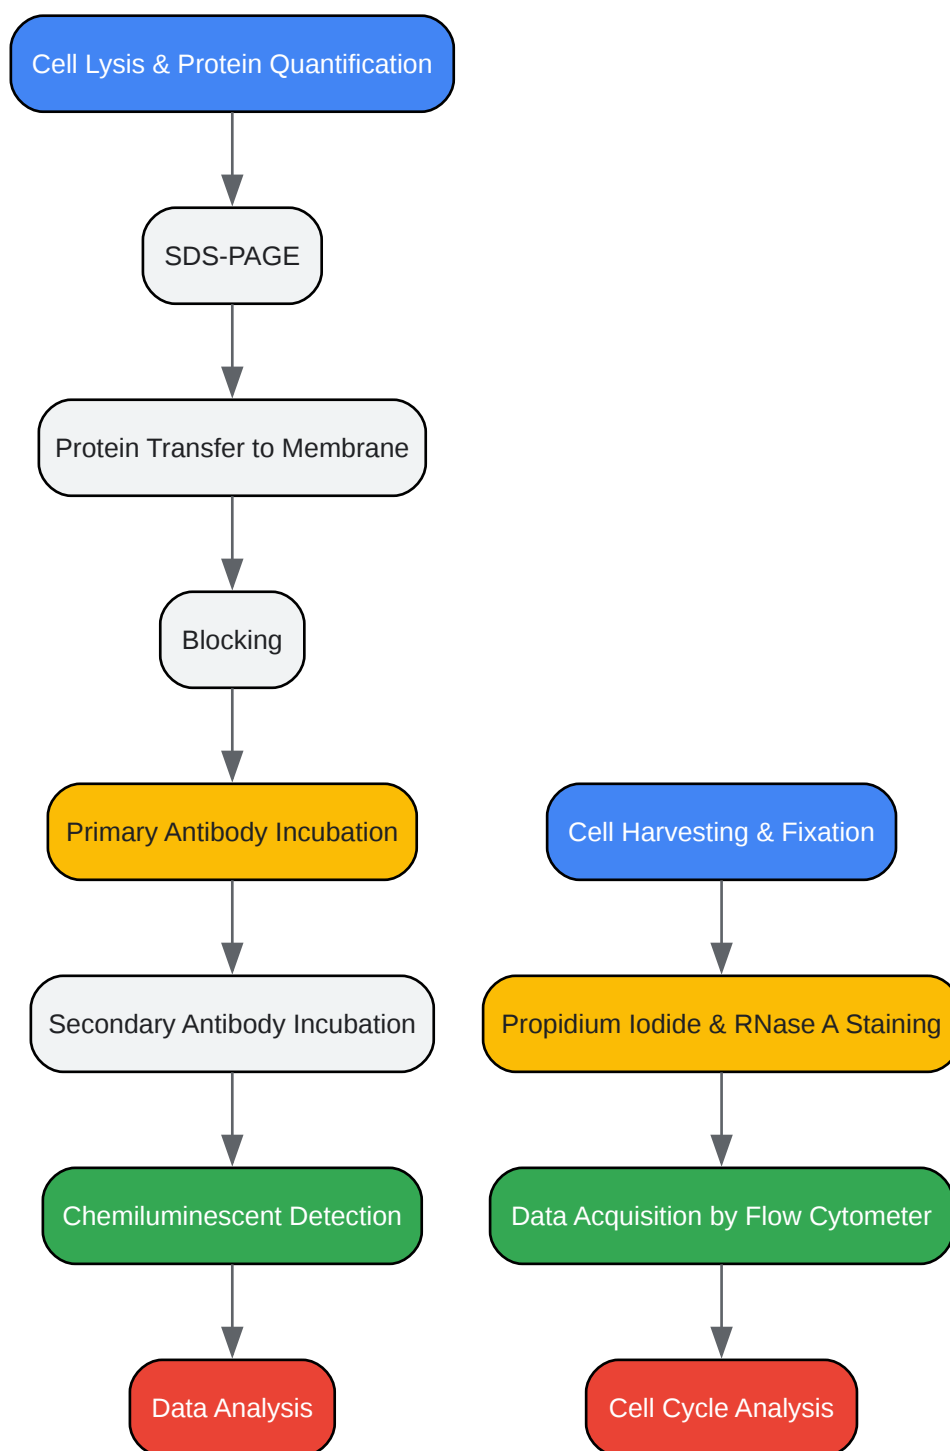 Cell Lysis & Protein Quantification
SDS-PAGE
Protein Transfer to Membrane
Blocking
Primary Antibody Incubation
Secondary Antibody Incubation
Chemiluminescent Detection
Data Analysis
Cell Harvesting & Fixation
Propidium Iodide & RNase A Staining
Data Acquisition by Flow Cytometer
Cell Cycle Analysis